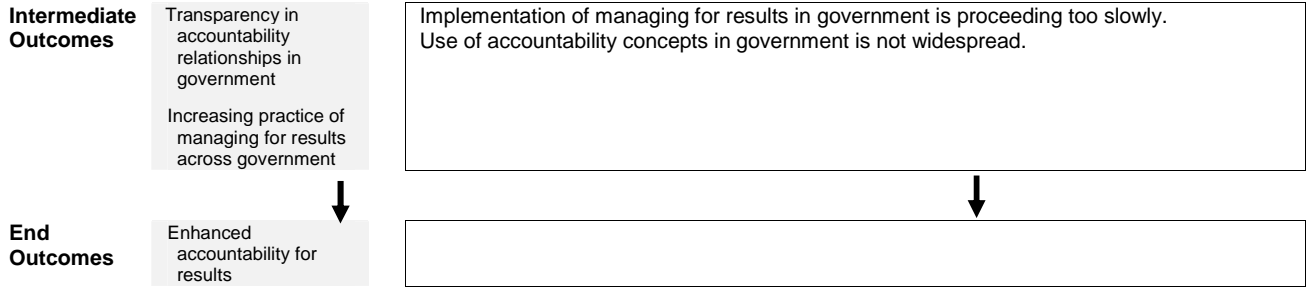 Intermediate
Outcomes
Transparency in
accountability
relationships in
government
Increasing practice of
managing for results
across government
Implementation of managing for results in government is proceeding too slowly.
Use of accountability concepts in government is not widespread.
End
Outcomes
Enhanced
accountability for
results